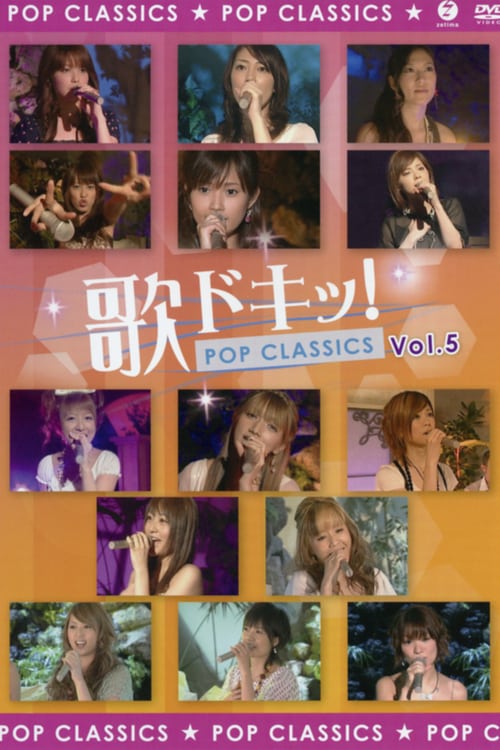 POP CLASSICS ★ POP CLASSICS ★
zetima
DVD
VIDEO
歌ドキッ!
POP CLASSICS
Vol.5
POP CLASSICS ★ POP CLASSICS ★ POP CLASSICS